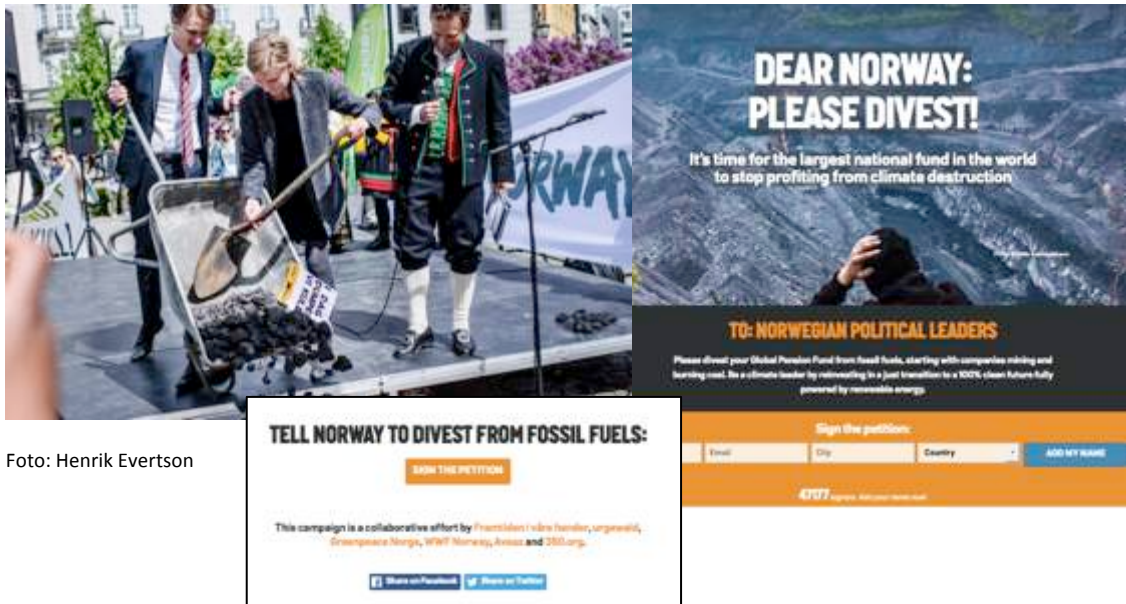 RWA
DEAR NORWAY:
PLEASE DIVEST!
It's time for the largest national fund in the world
to stop profiting from climate destruction
TO: NORWEGIAN POLITICAL LEADERS
Please divest your Global Pension Fund from fossil fuels, starting with companies mining and
burning coal. Be a climate leader by reinvesting in a just transition to a 100% clean future fully
powered by renewable energy.
Sign the petition:
Email
City
Country
ADD MY NAME
4707
Foto: Henrik Evertson
TELL NORWAY TO DIVEST FROM FOSSIL FUELS:
SIGN THE PETITION
This campaign is a collaborative effort by Framtiden i våre hender, urgewald,
Greenpeace Norge, WWF Norway, Avaaz and 350.org.
Share on Facebook
Share on Twitter